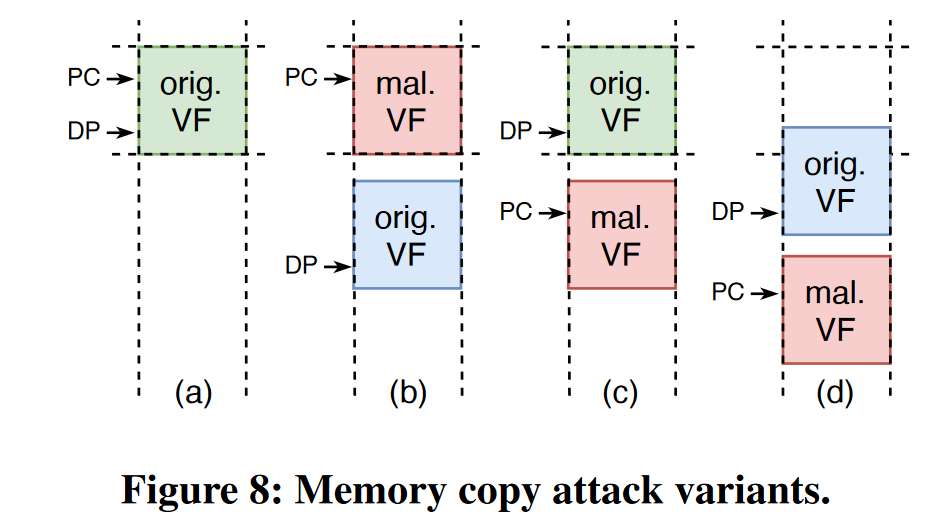 PC
DP
orig.
VF
(a)
PC
mal.
VF
DP
orig.
VF
(b)
DP
orig.
VF
PC
mal.
VF
(c)
DP
orig.
VF
PC
mal.
VF
(d)
Figure 8: Memory copy attack variants.